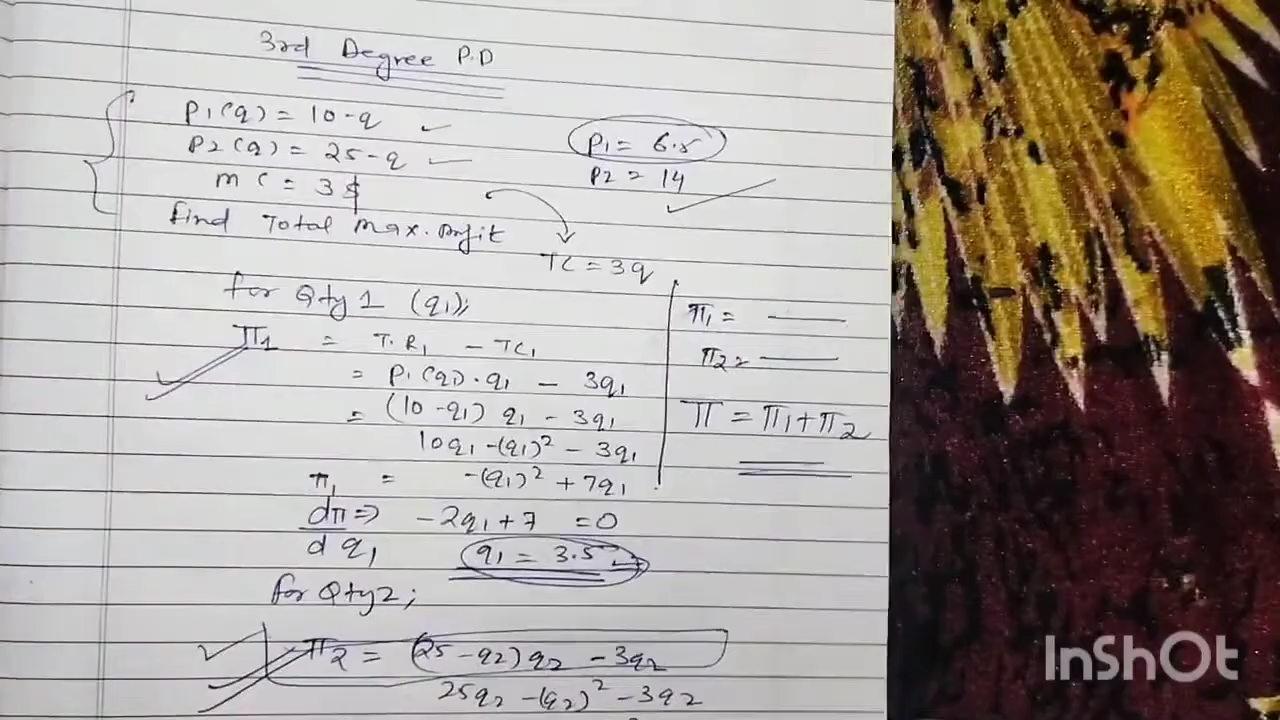 3rd Degree P.D
P1(q) = 10-q
P2(q) = 25-q
MC = 3$
find Total max. profit
P1 = 6.5
P2 = 14
TC = 3q
for Qty 1 (q1);
π1 = T.R1 - TC1
= P1(q1).q1 - 3q1
= (10-q1) q1 - 3q1
10q1 -(q1)² - 3q1
π1 = -(q1)² + 7q1
dπ/dq1 => -2q1 + 7 = 0
q1 = 3.5
π1 =
π2 =
π = π1+π2
for Qty2;
π2 = (25-q2)q2 - 3q2
25q2 -(q2)² - 3q2
InShOt